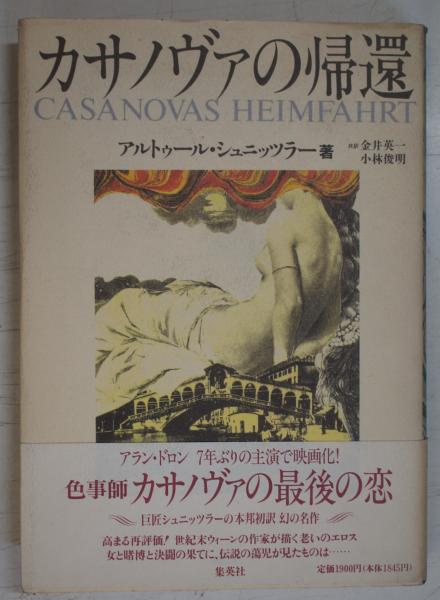 カサノヴァの帰還
CASANOVAS HEIMFAHRT
アルトゥール・シュニッツラー著
共訳 金井英一
小林俊明
アラン・ドロン 7年ぶりの主演で映画化!
色事師 カサノヴァの最後の恋
巨匠シュニッツラーの本邦初訳 幻の名作
高まる再評価! 世紀末ウィーンの作家が描く老いのエロス
女と賭博と決闘の果てに、伝説の蕩児が見たものは……
集英社
定価1900円(本体1845円)